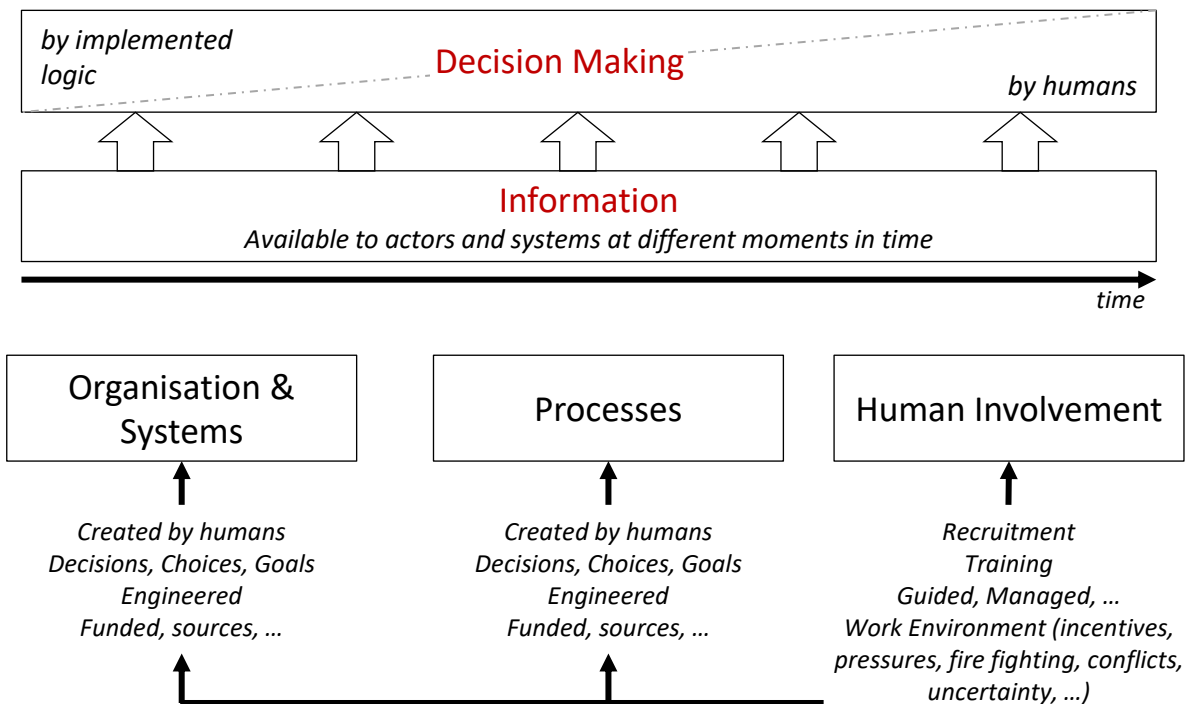 by implemented
logic
Decision Making
by humans
Information
Available to actors and systems at different moments in time
time
Organisation &
Systems
Processes
Human Involvement
Created by humans
Decisions, Choices, Goals
Engineered
Funded, sources, …
Created by humans
Decisions, Choices, Goals
Engineered
Funded, sources, …
Recruitment
Training
Guided, Managed, …
Work Environment (incentives,
pressures, fire fighting, conflicts,
uncertainty, …)